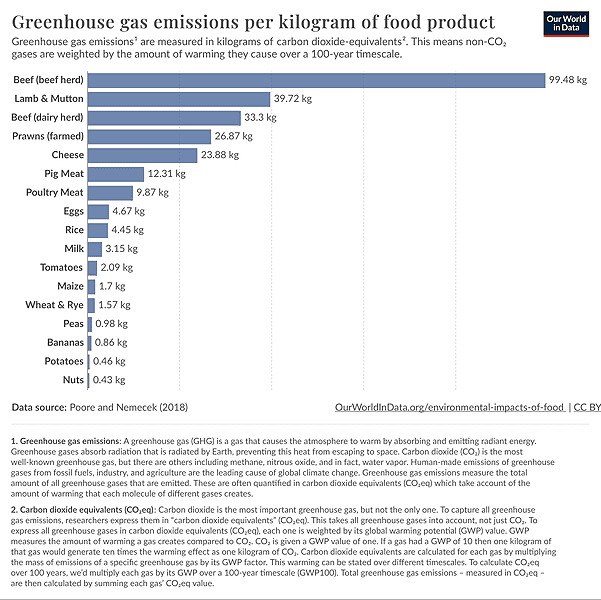 Greenhouse gas emissions per kilogram of food product
Our World
in Data
Greenhouse gas emissions¹ are measured in kilograms of carbon dioxide-equivalents². This means non-CO₂
gases are weighted by the amount of warming they cause over a 100-year timescale.
Beef (beef herd) 99.48 kg
Lamb & Mutton 39.72 kg
Beef (dairy herd) 33.3 kg
Prawns (farmed) 26.87 kg
Cheese 23.88 kg
Pig Meat 12.31 kg
Poultry Meat 9.87 kg
Eggs 4.67 kg
Rice 4.45 kg
Milk 3.15 kg
Tomatoes 2.09 kg
Maize 1.7 kg
Wheat & Rye 1.57 kg
Peas 0.98 kg
Bananas 0.86 kg
Potatoes 0.46 kg
Nuts 0.43 kg
Data source: Poore and Nemecek (2018) OurWorldInData.org/environmental-impacts-of-food | CC BY
1. Greenhouse gas emissions: A greenhouse gas (GHG) is a gas that causes the atmosphere to warm by absorbing and emitting radiant energy.
Greenhouse gases absorb radiation that is radiated by Earth, preventing this heat from escaping to space. Carbon dioxide (CO₂) is the most
well-known greenhouse gas, but there are others including methane, nitrous oxide, and in fact, water vapor. Human-made emissions of greenhouse
gases from fossil fuels, industry, and agriculture are the leading cause of global climate change. Greenhouse gas emissions measure the total
amount of all greenhouse gases that are emitted. These are often quantified in carbon dioxide equivalents (CO₂eq) which take account of the
amount of warming that each molecule of different gases creates.
2. Carbon dioxide equivalents (CO₂eq): Carbon dioxide is the most important greenhouse gas, but not the only one. To capture all greenhouse
gas emissions, researchers express them in "carbon dioxide equivalents" (CO₂eq). This takes all greenhouse gases into account, not just CO₂. To
express all greenhouse gases in carbon dioxide equivalents (CO₂eq), each one is weighted by its global warming potential (GWP) value. GWP
measures the amount of warming a gas creates compared to CO₂. CO₂ is given a GWP value of one. If a gas had a GWP of 10 then one kilogram of
that gas would generate ten times the warming effect as one kilogram of CO₂. Carbon dioxide equivalents are calculated for each gas by multiplying
the mass of emissions of a specific greenhouse gas by its GWP factor. This warming can be stated over different timescales. To calculate CO₂eq
over 100 years, we'd multiply each gas by its GWP over a 100-year timescale (GWP100). Total greenhouse gas emissions – measured in CO₂eq –
are then calculated by summing each gas' CO₂eq value.